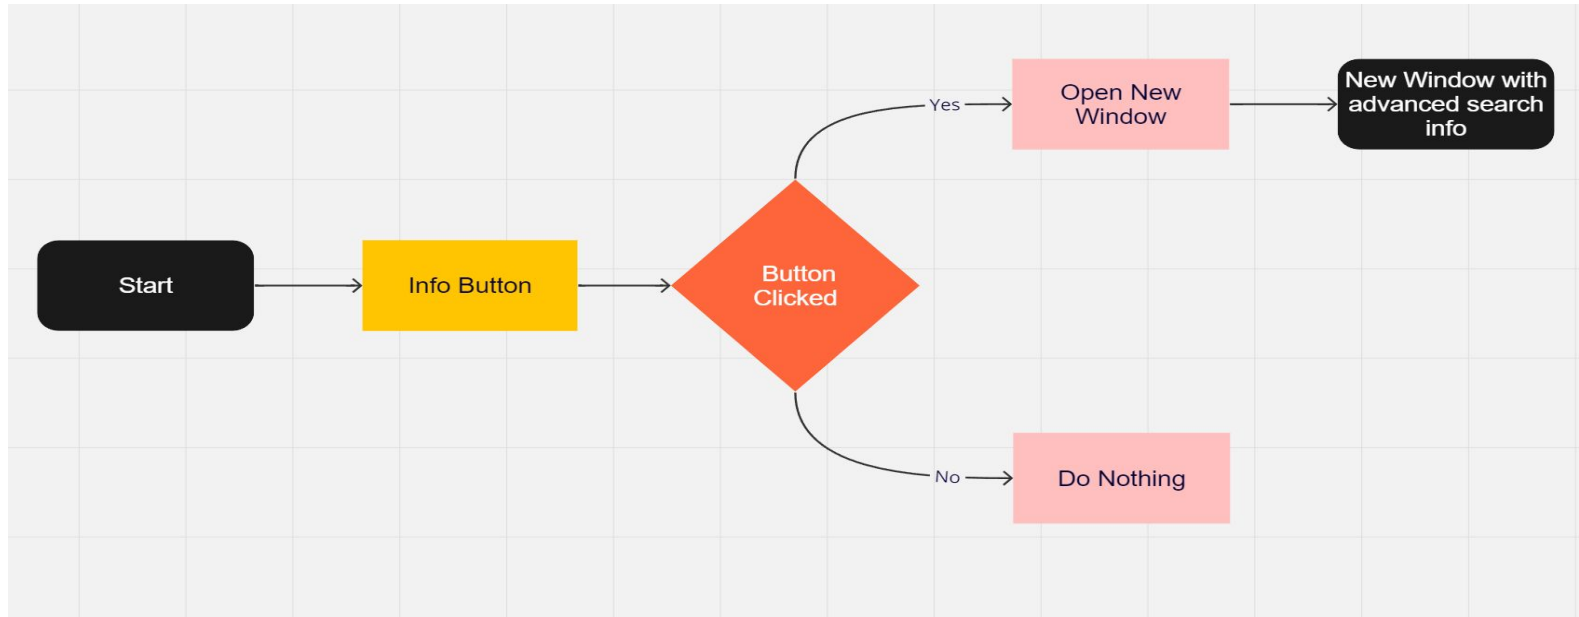 Start
Info Button
Button
Clicked
Yes
Open New
Window
New Window with
advanced search
info
No
Do Nothing